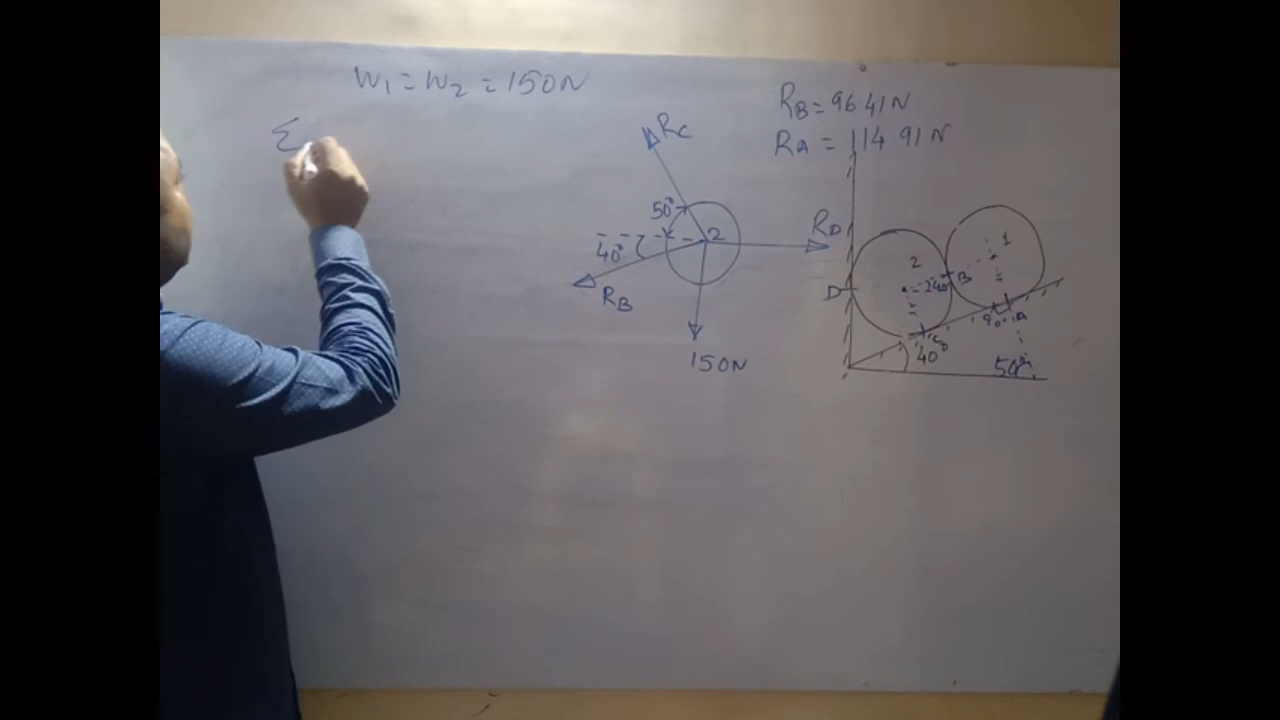 W1 = W2 = 150N
Σ
RB = 96.41N
RA = 114.91N
RC
50°
2
RD
40°
RB
150N
1
2
D
B
40°
C
90°
A
40°
50°